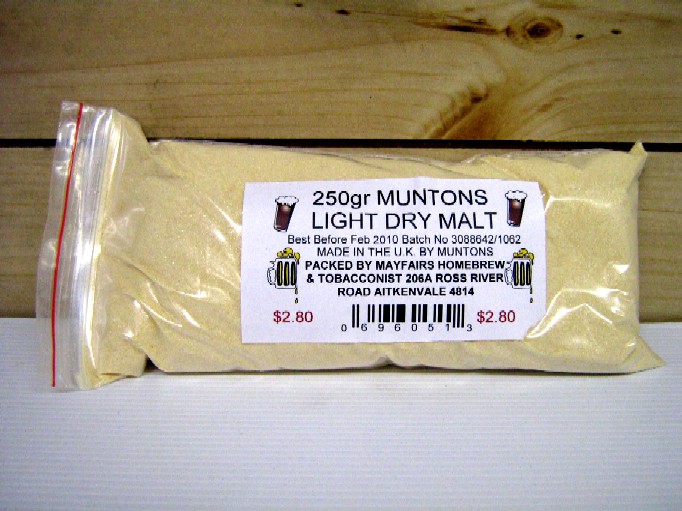 250gr MUNTONS
LIGHT DRY MALT
Best Before Feb 2010 Batch No 3088642/1062
MADE IN THE U.K. BY MUNTONS
PACKED BY MAYFAIRS HOMEBREW
& TOBACCONIST 206A ROSS RIVER
ROAD AITKENVALE 4814
$2.80 $2.80
0 696051 3